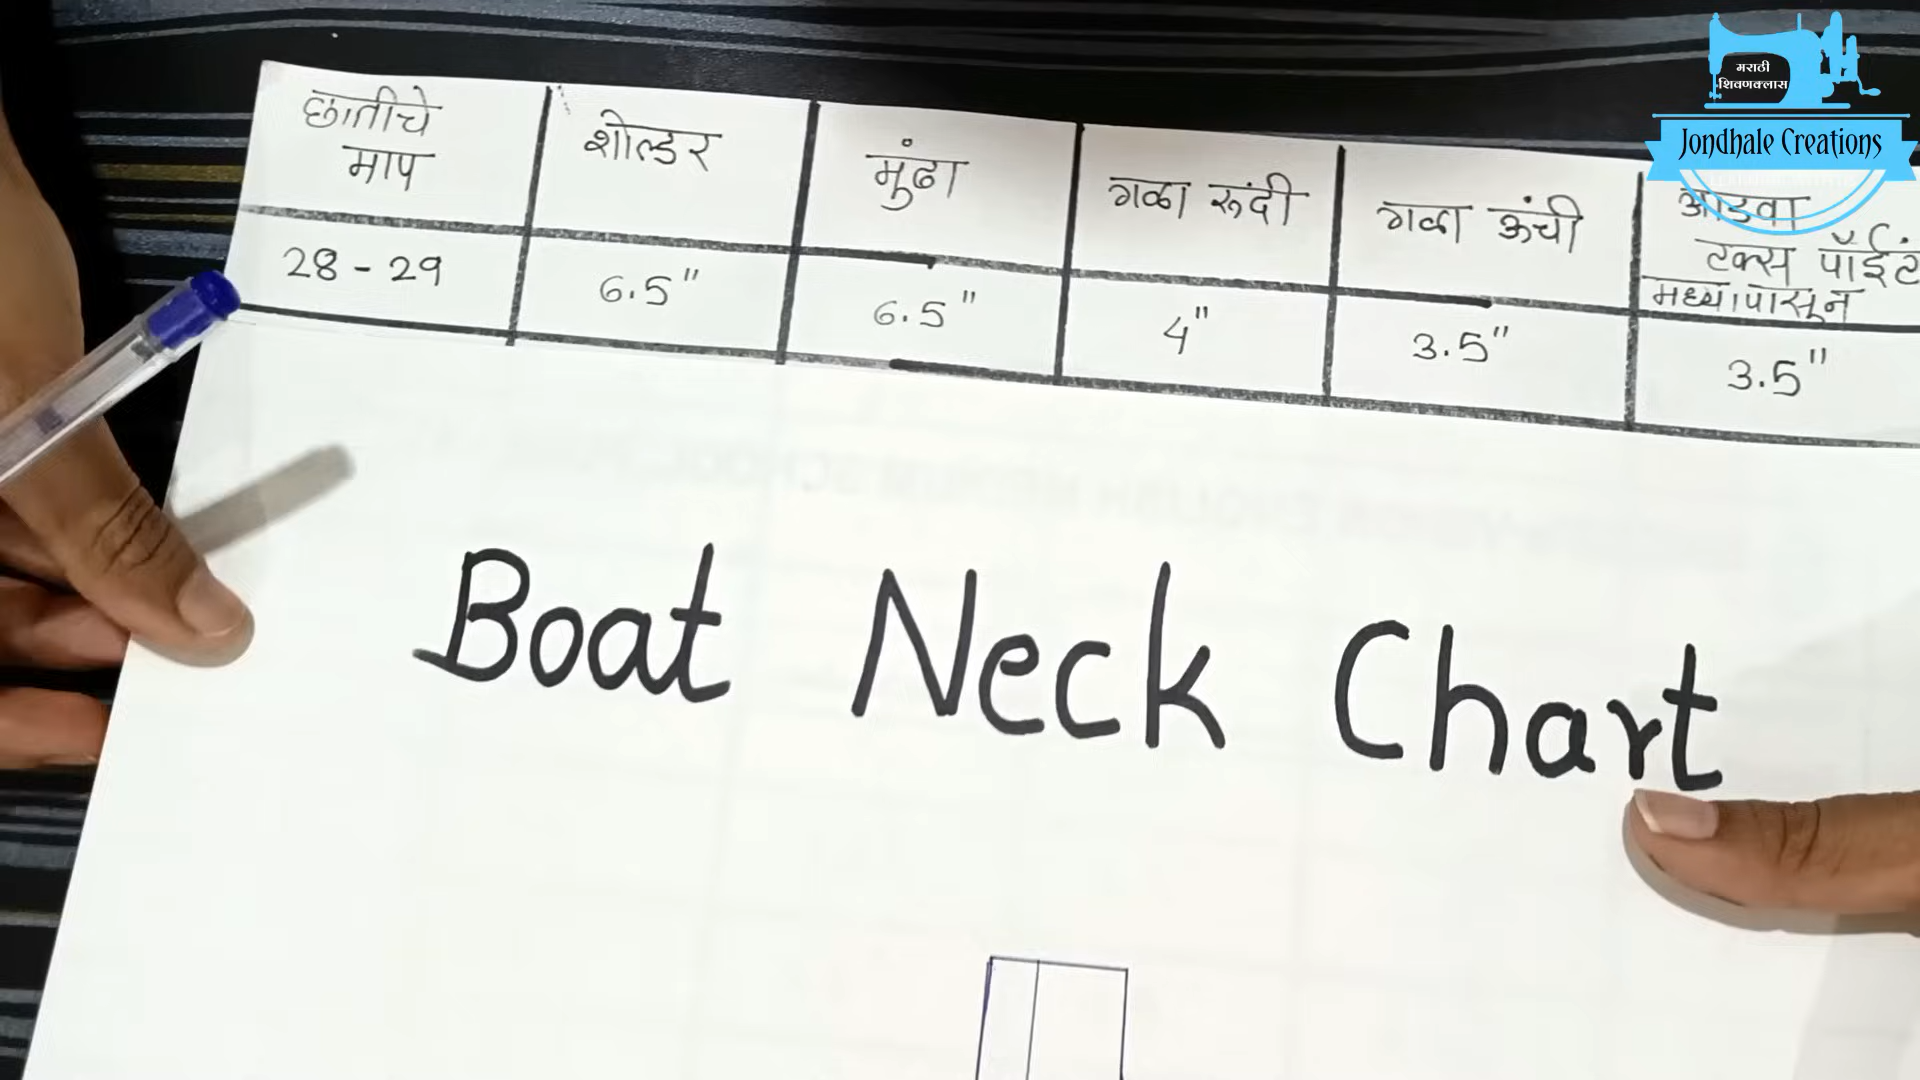 मराठी
शिवणक्लास
Jondhale Creations
छातीचे
माप
शोल्डर
मुंढा
गळा रुंदी
गळा ऊंची
आडवा
टक्स पॉईंट
मध्यापासून
28 - 29
6.5"
6.5"
4"
3.5"
3.5"
Boat Neck Chart